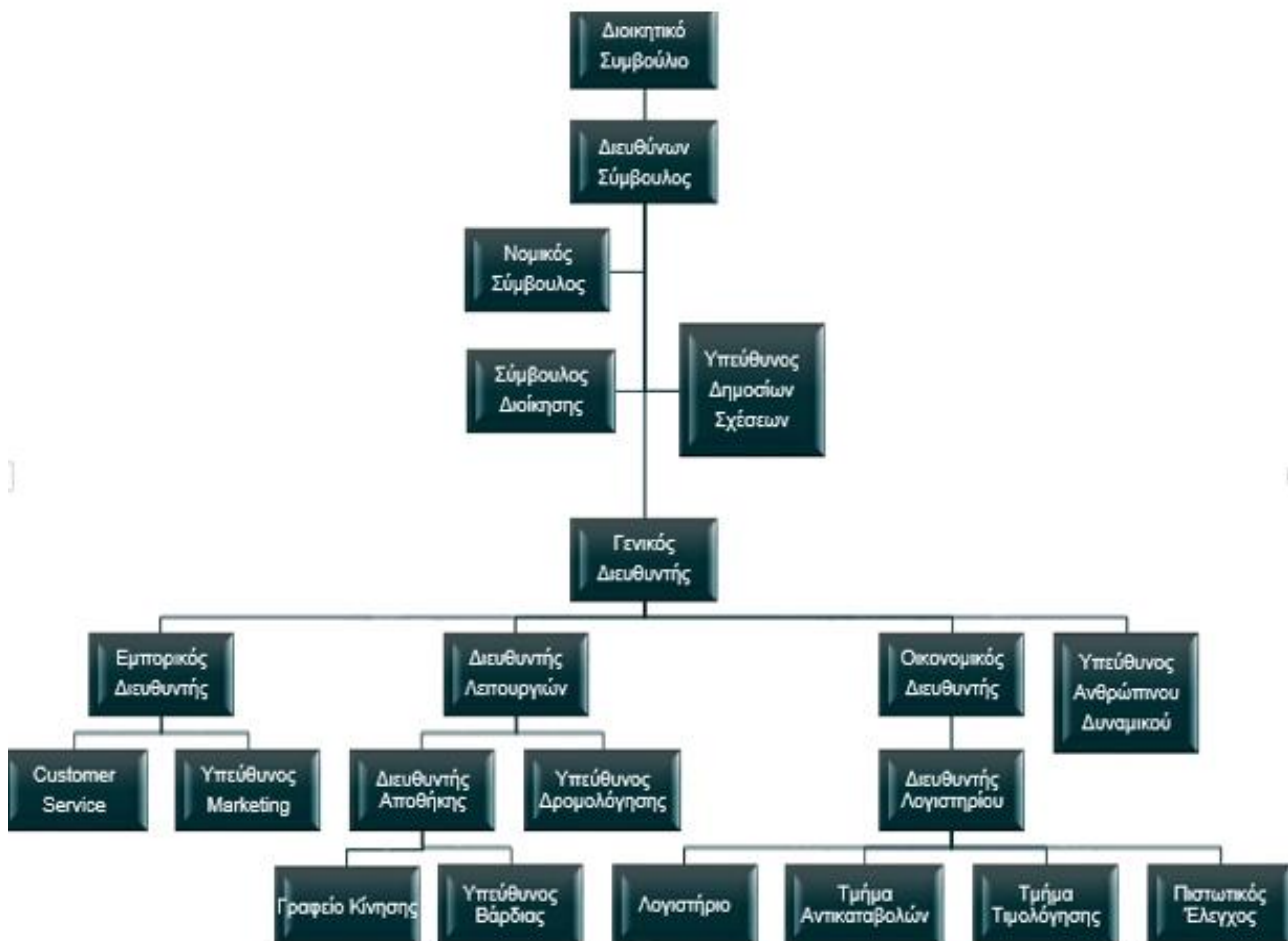 Διοικητικό
Συμβούλιο
Διευθύνων
Σύμβουλος
Νομικός
Σύμβουλος
Σύμβουλος
Διοίκησης
Υπεύθυνος
Δημοσίων
Σχέσεων
Γενικός
Διευθυντής
Εμπορικός
Διευθυντής
Διευθυντής
Λειτουργιών
Οικονομικός
Διευθυντής
Υπεύθυνος
Ανθρώπινου
Δυναμικού
Customer
Service
Υπεύθυνος
Marketing
Διευθυντής
Αποθήκης
Υπεύθυνος
Δρομολόγησης
Διευθυντής
Λογιστηρίου
Γραφείο Κίνησης
Υπεύθυνος
Βάρδιας
Λογιστήριο
Τμήμα
Αντικαταβολών
Τμήμα
Τιμολόγησης
Πιστωτικός
Έλεγχος